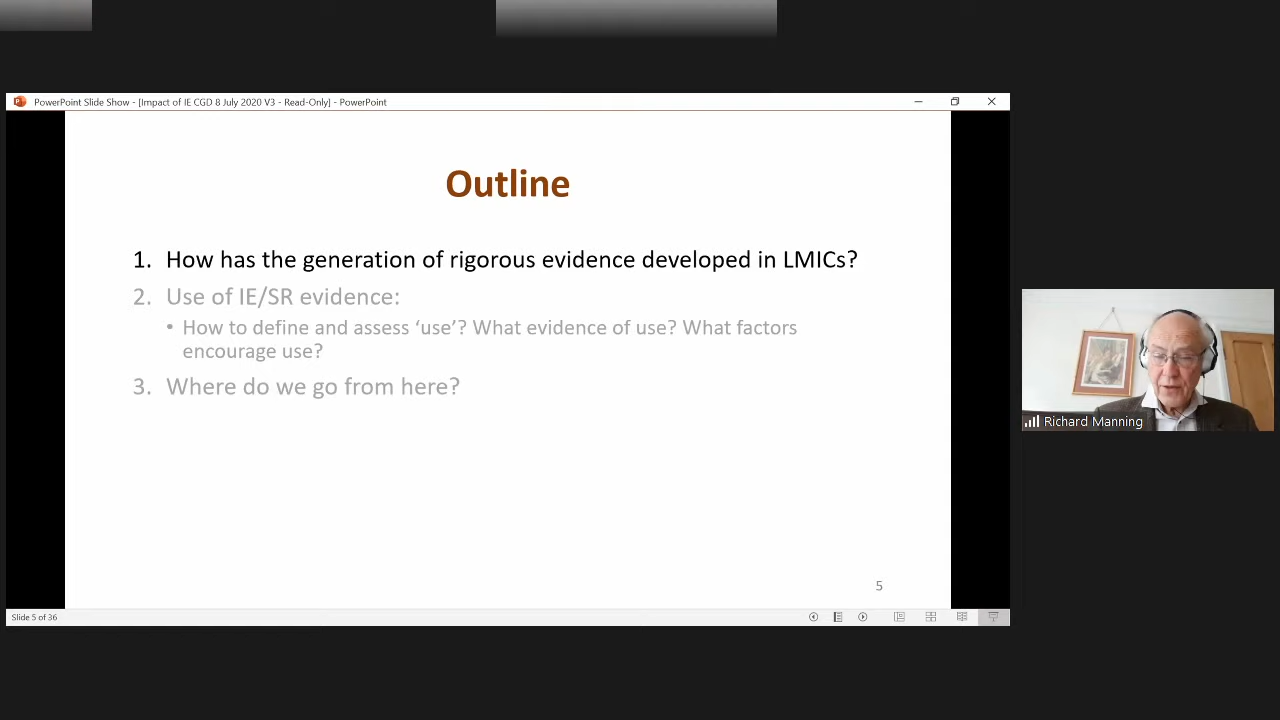 PowerPoint Slide Show - [Impact of IE CGD 8 July 2020 V3 - Read-Only] - PowerPoint
Outline
1. How has the generation of rigorous evidence developed in LMICs?
2. Use of IE/SR evidence:
• How to define and assess ‘use’? What evidence of use? What factors
encourage use?
3. Where do we go from here?
Richard Manning
5
Slide 5 of 36